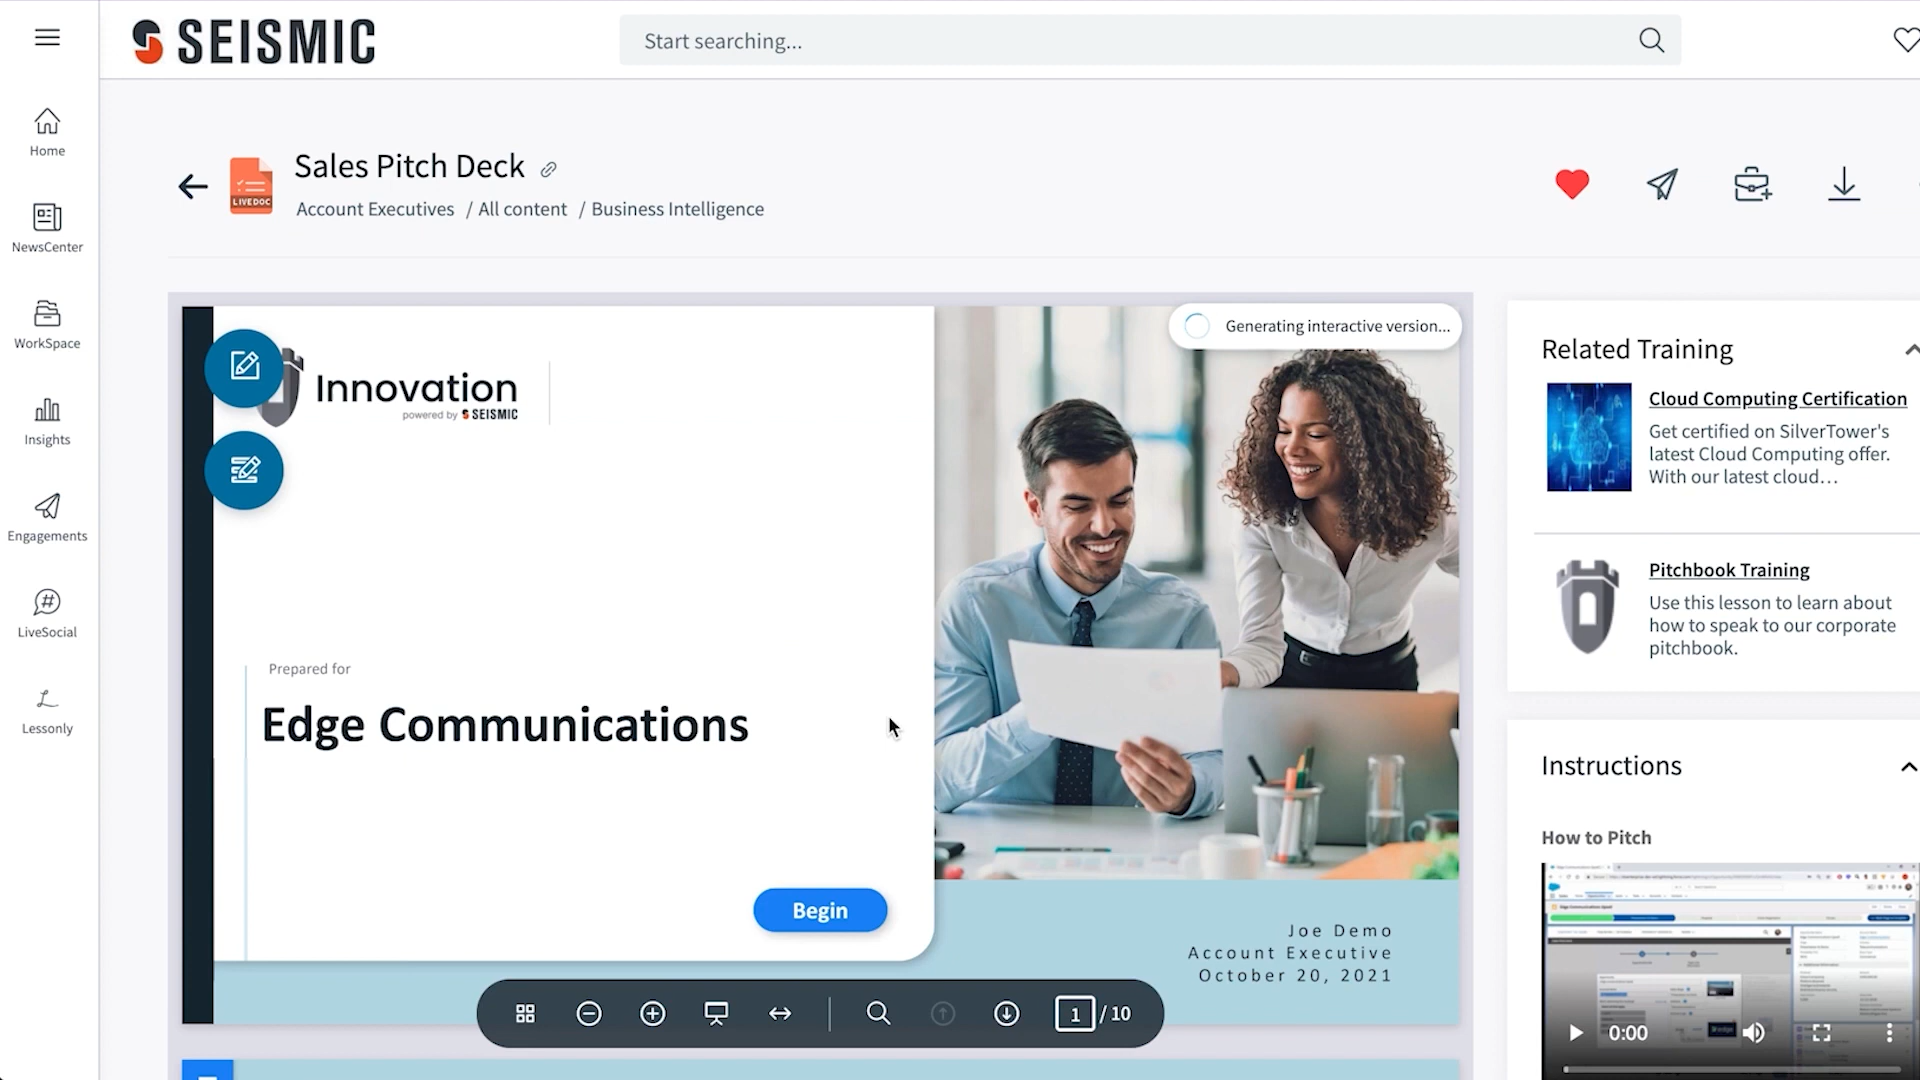 SEISMIC
Start searching...
Home
NewsCenter
WorkSpace
Insights
Engagements
LiveSocial
Lessonly
LIVEDOC
Sales Pitch Deck
Account Executives / All content / Business Intelligence
Generating interactive version...
Innovation
powered by SEISMIC
Prepared for
Edge Communications
Begin
Joe Demo
Account Executive
October 20, 2021
1 / 10
Related Training
Cloud Computing Certification
Get certified on SilverTower's
latest Cloud Computing offer.
With our latest cloud...
Pitchbook Training
Use this lesson to learn about
how to speak to our corporate
pitchbook.
Instructions
How to Pitch
0:00